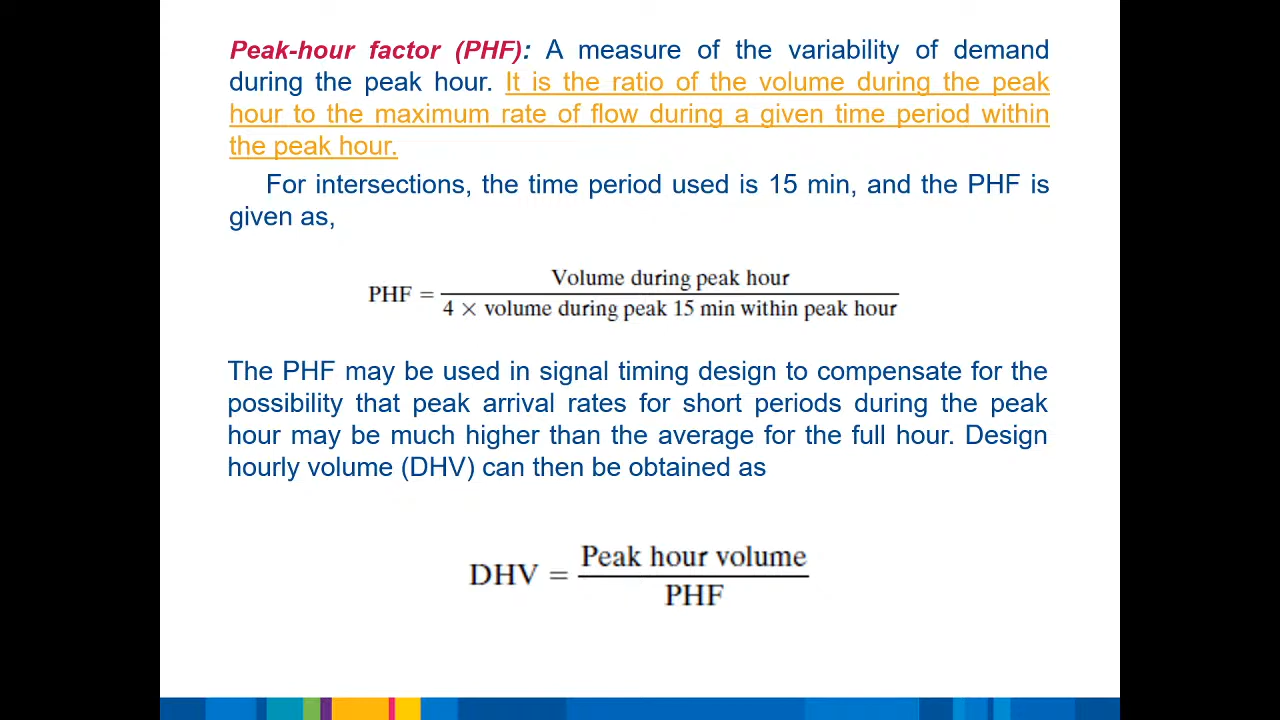 Peak-hour factor (PHF): A measure of the variability of demand
during the peak hour. It is the ratio of the volume during the peak
hour to the maximum rate of flow during a given time period within
the peak hour.
For intersections, the time period used is 15 min, and the PHF is
given as,
Volume during peak hour
PHF =
4 × volume during peak 15 min within peak hour
The PHF may be used in signal timing design to compensate for the
possibility that peak arrival rates for short periods during the peak
hour may be much higher than the average for the full hour. Design
hourly volume (DHV) can then be obtained as
Peak hour volume
DHV =
PHF